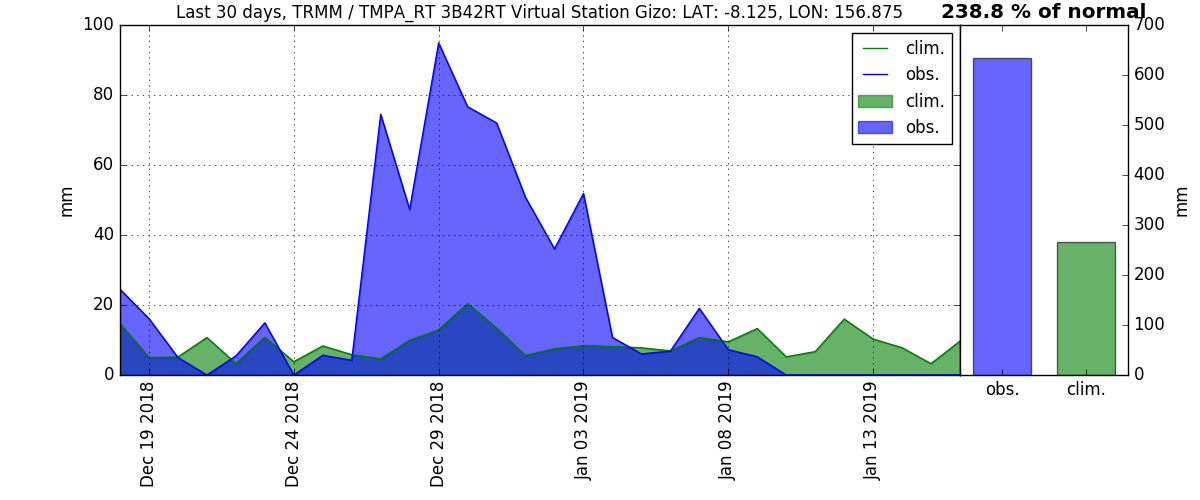 Last 30 days, TRMM / TMPA_RT 3B42RT Virtual Station Gizo: LAT: -8.125, LON: 156.875
238.8 % of normal
100
80
60
40
20
0
mm
clim.
obs.
clim.
obs.
700
600
500
400
300
200
100
0
mm
obs.
clim.
Dec 19 2018
Dec 24 2018
Dec 29 2018
Jan 03 2019
Jan 08 2019
Jan 13 2019